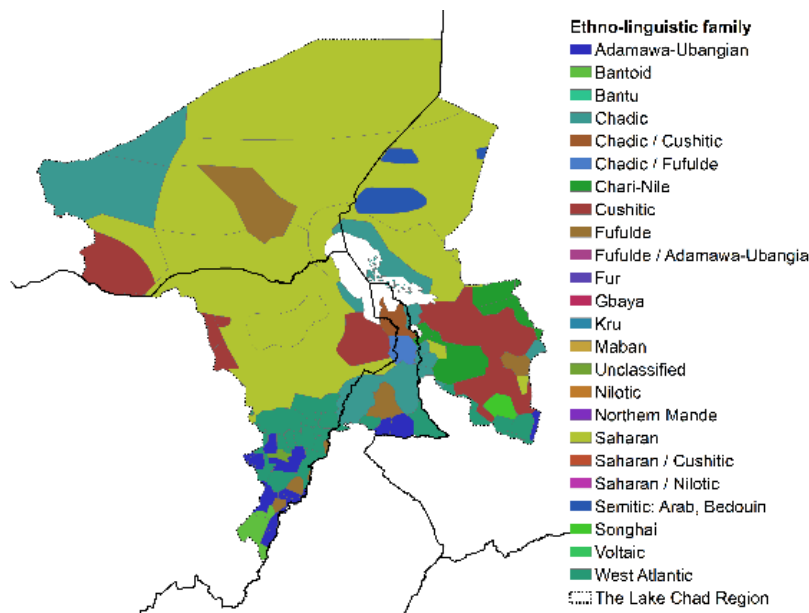 Ethno-linguistic family
Adamawa-Ubangian
Bantoid
Bantu
Chadic
Chadic / Cushitic
Chadic / Fufulde
Chari-Nile
Cushitic
Fufulde
Fufulde / Adamawa-Ubangia
Fur
Gbaya
Kru
Maban
Unclassified
Nilotic
Northern Mande
Saharan
Saharan / Cushitic
Saharan / Nilotic
Semitic: Arab, Bedouin
Songhai
Voltaic
West Atlantic
The Lake Chad Region